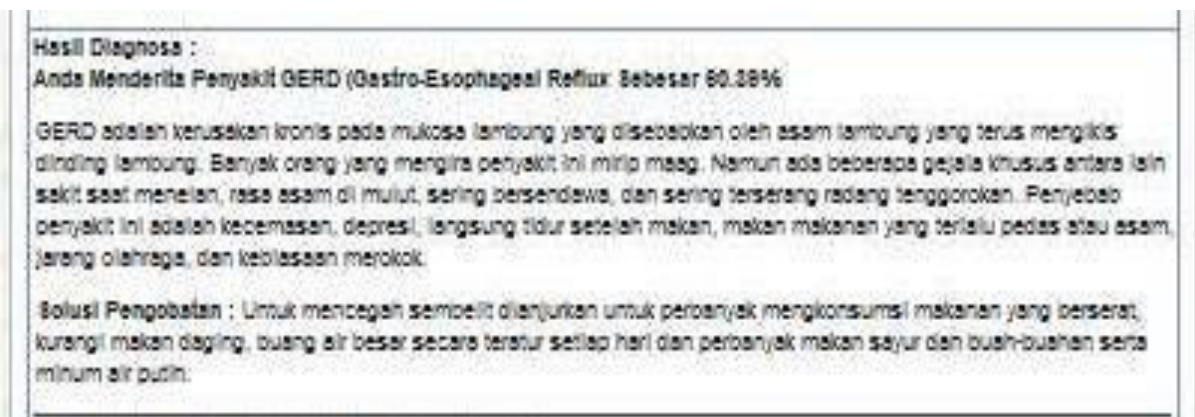 Hasil Diagnosa :
Anda Menderita Penyakit GERD (Gastro-Esophageal Reflux Sebesar
GERD adalah kerusakan kronis pada mukosa lambung yang disebabkan oleh asam lambung yang terus mengikis
dinding lambung. Banyak orang yang mengira penyakit ini mirip maag. Namun ada beberapa gejala khusus antara lain
sakit saat menelan, rasa asam di mulut, sering bersendawa, dan sering terserang radang tenggorokan. Penyebab
penyakit ini adalah kecemasan, depresi, langsung tidur setelah makan, makan makanan yang terlalu pedas atau asam,
jarang olahraga, dan kebiasaan merokok.
Solusi Pengobatan : Untuk mencegah sembelit dianjurkan untuk perbanyak mengkonsumsi makanan yang berserat,
kurangi makan daging, buang air besar secara teratur setiap hari dan perbanyak makan sayur dan buah-buahan serta
minum air putih.